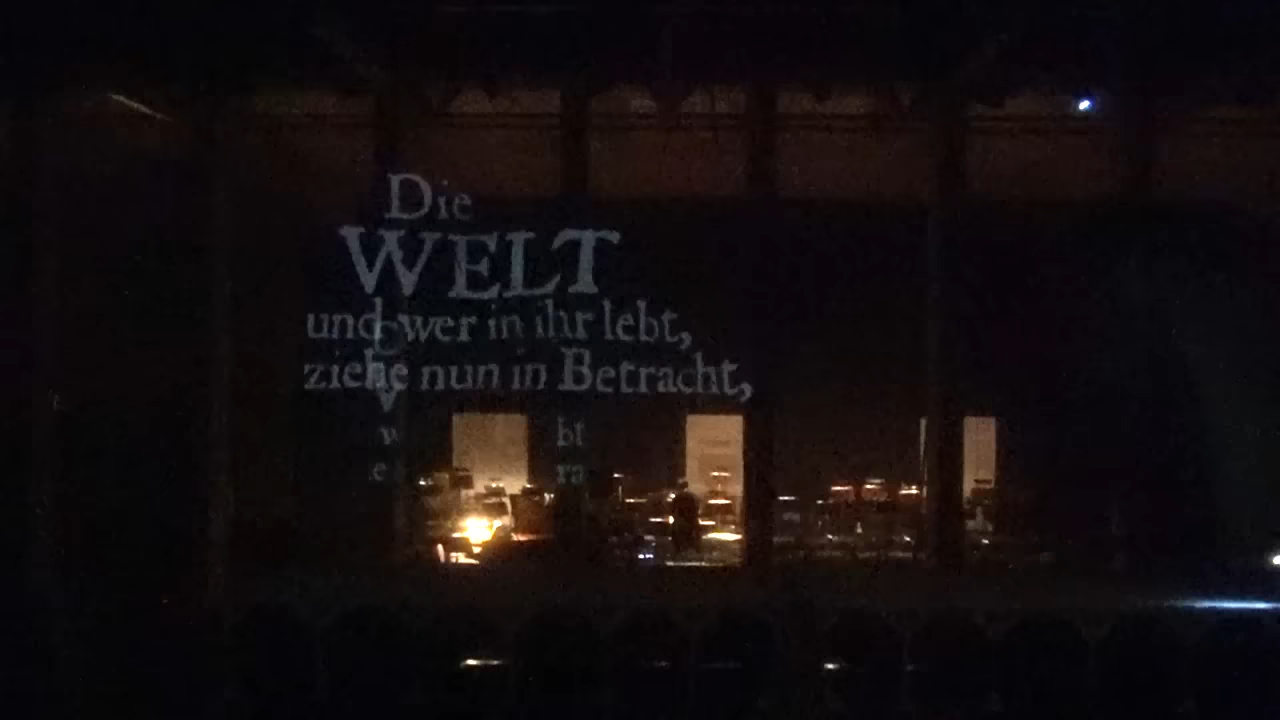 Die
WELT
und wer in ihr lebt,
ziehe nun in Betracht,